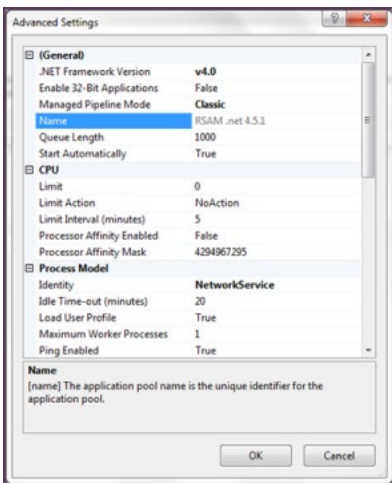 Advanced Settings
(General)
.NET Framework Version v4.0
Enable 32-Bit Applications False
Managed Pipeline Mode Classic
Name RSAM .net 4.5.1
Queue Length 1000
Start Automatically True
CPU
Limit 0
Limit Action NoAction
Limit Interval (minutes) 5
Processor Affinity Enabled False
Processor Affinity Mask 4294967295
Process Model
Identity NetworkService
Idle Time-out (minutes) 20
Load User Profile True
Maximum Worker Processes 1
Ping Enabled True
Name
[name] The application pool name is the unique identifier for the
application pool.
OK Cancel